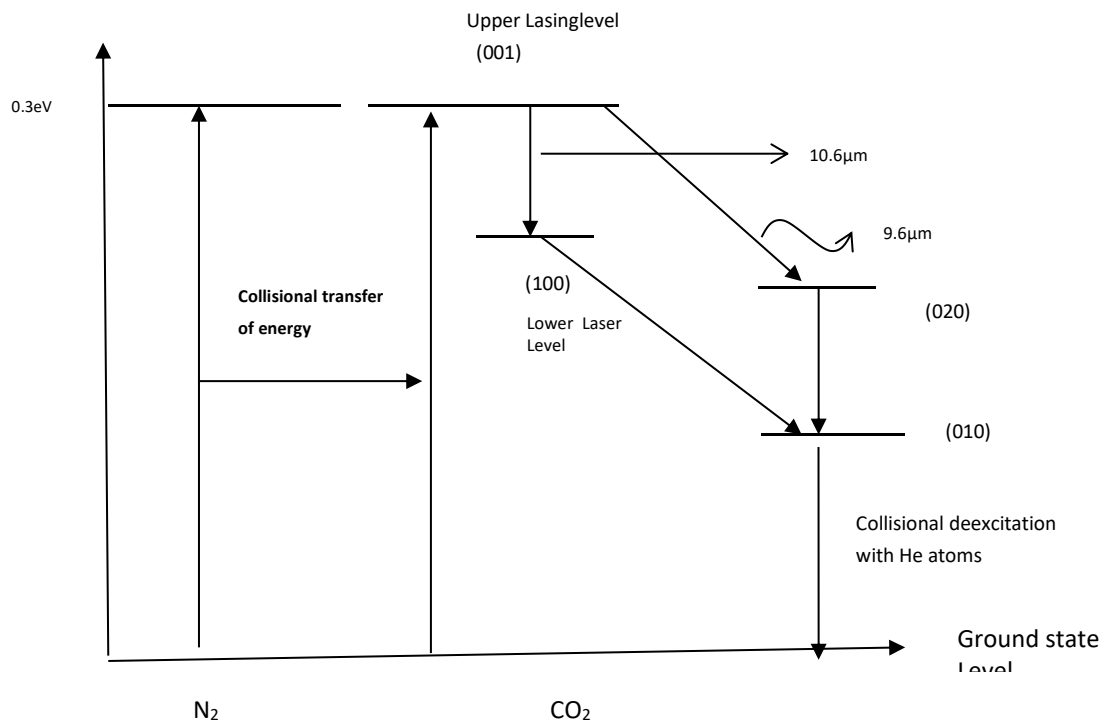 Upper Lasinglevel
(001)
0.3eV
10.6µm
9.6µm
(100)
Collisional transfer
of energy
(020)
Lower Laser
Level
(010)
Collisional deexcitation
with He atoms
Ground state
Level
N₂
CO₂